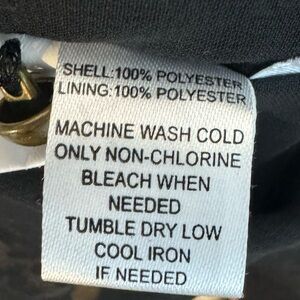 SHELL:100% POLYESTER
LINING:100% POLYESTER
MACHINE WASH COLD
ONLY NON-CHLORINE
BLEACH WHEN
NEEDED
TUMBLE DRY LOW
COOL IRON
IF NEEDED